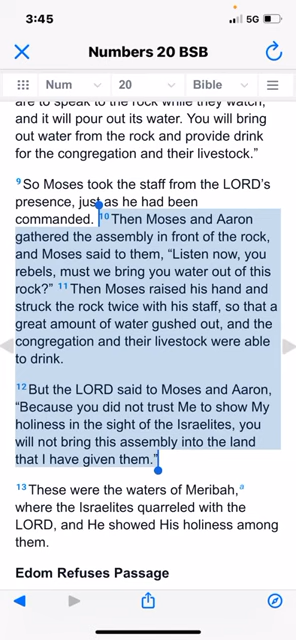 3:45
5G
Numbers 20 BSB
Num
20
Bible
are to speak to the rock while they watch,
and it will pour out its water. You will bring
out water from the rock and provide drink
for the congregation and their livestock.”
9 So Moses took the staff from the LORD’s
presence, just as he had been
commanded. 10 Then Moses and Aaron
gathered the assembly in front of the rock,
and Moses said to them, “Listen now, you
rebels, must we bring you water out of this
rock?” 11 Then Moses raised his hand and
struck the rock twice with his staff, so that a
great amount of water gushed out, and the
congregation and their livestock were able
to drink.
12 But the LORD said to Moses and Aaron,
“Because you did not trust Me to show My
holiness in the sight of the Israelites, you
will not bring this assembly into the land
that I have given them.”
13 These were the waters of Meribah,a
where the Israelites quarreled with the
LORD, and He showed His holiness among
them.
Edom Refuses Passage